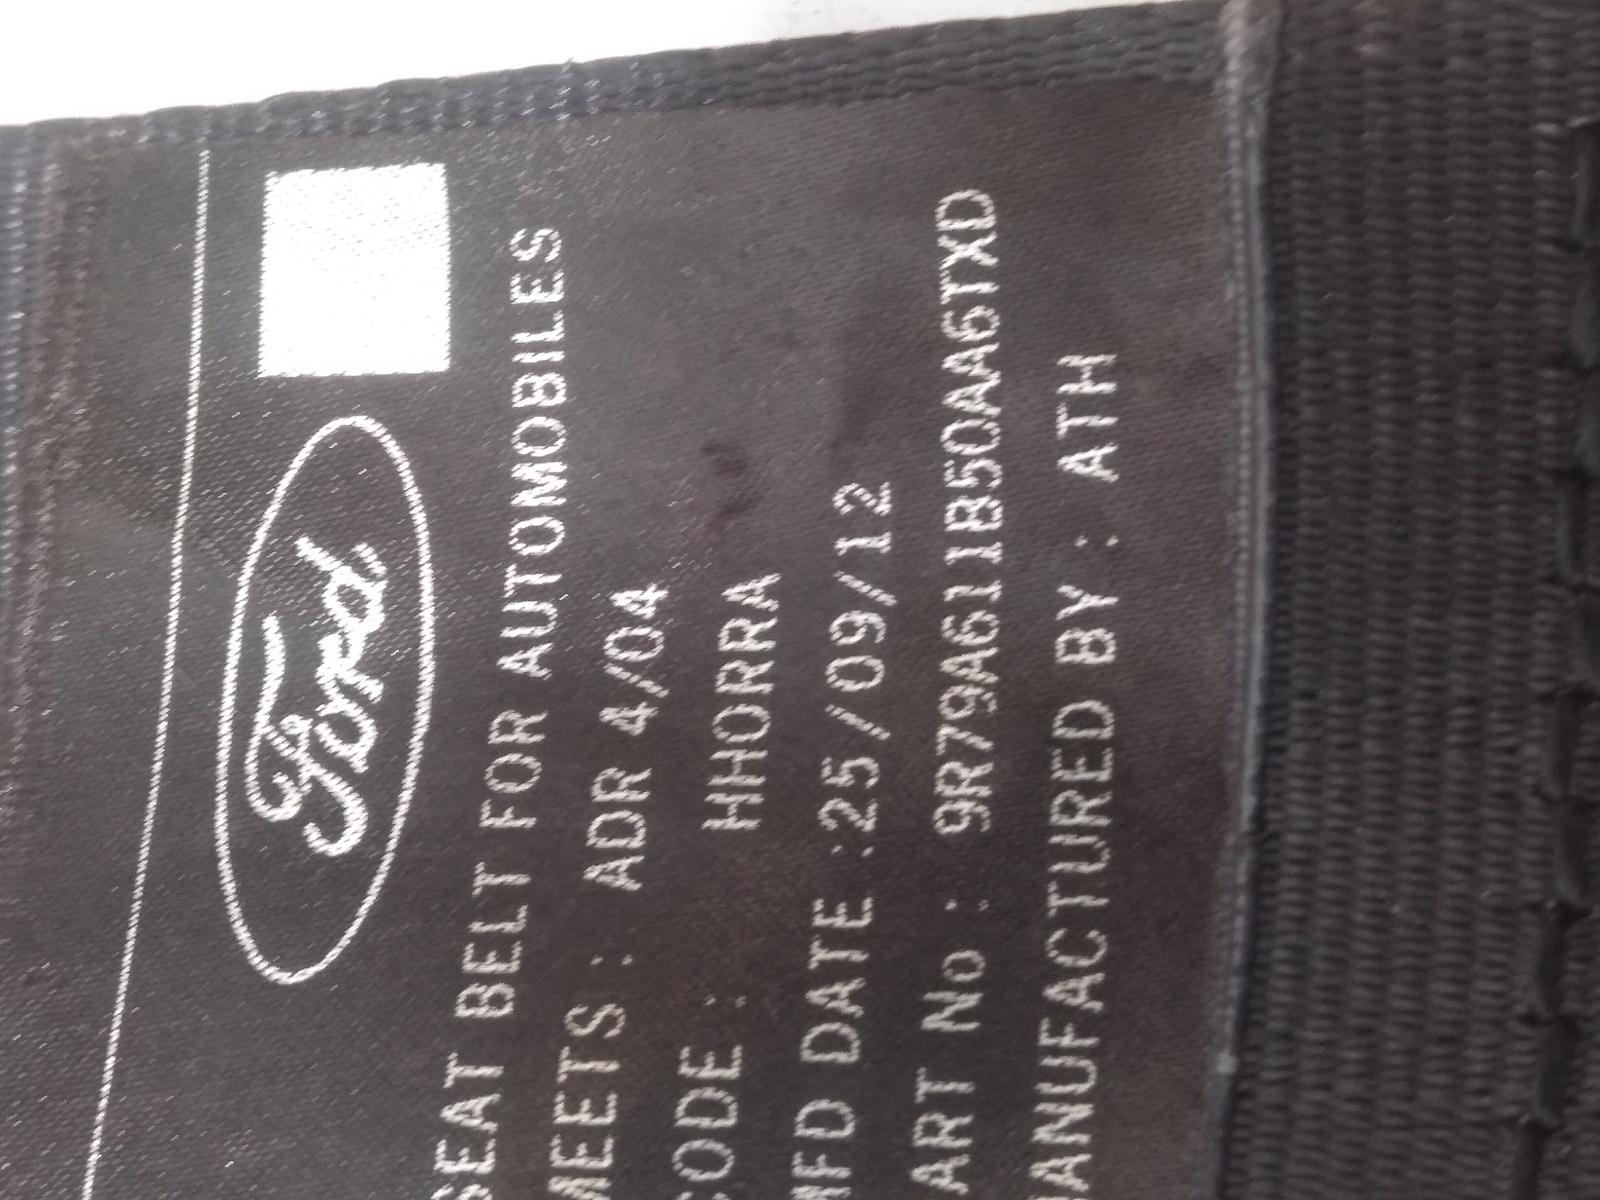 Ford
SEAT BELT FOR AUTOMOBILES
MEETS : ADR 4/04
CODE : HHORRA
MFD DATE :25/09/12
PART No : 9R79A611B50AA6TXD
MANUFACTURED BY : ATH